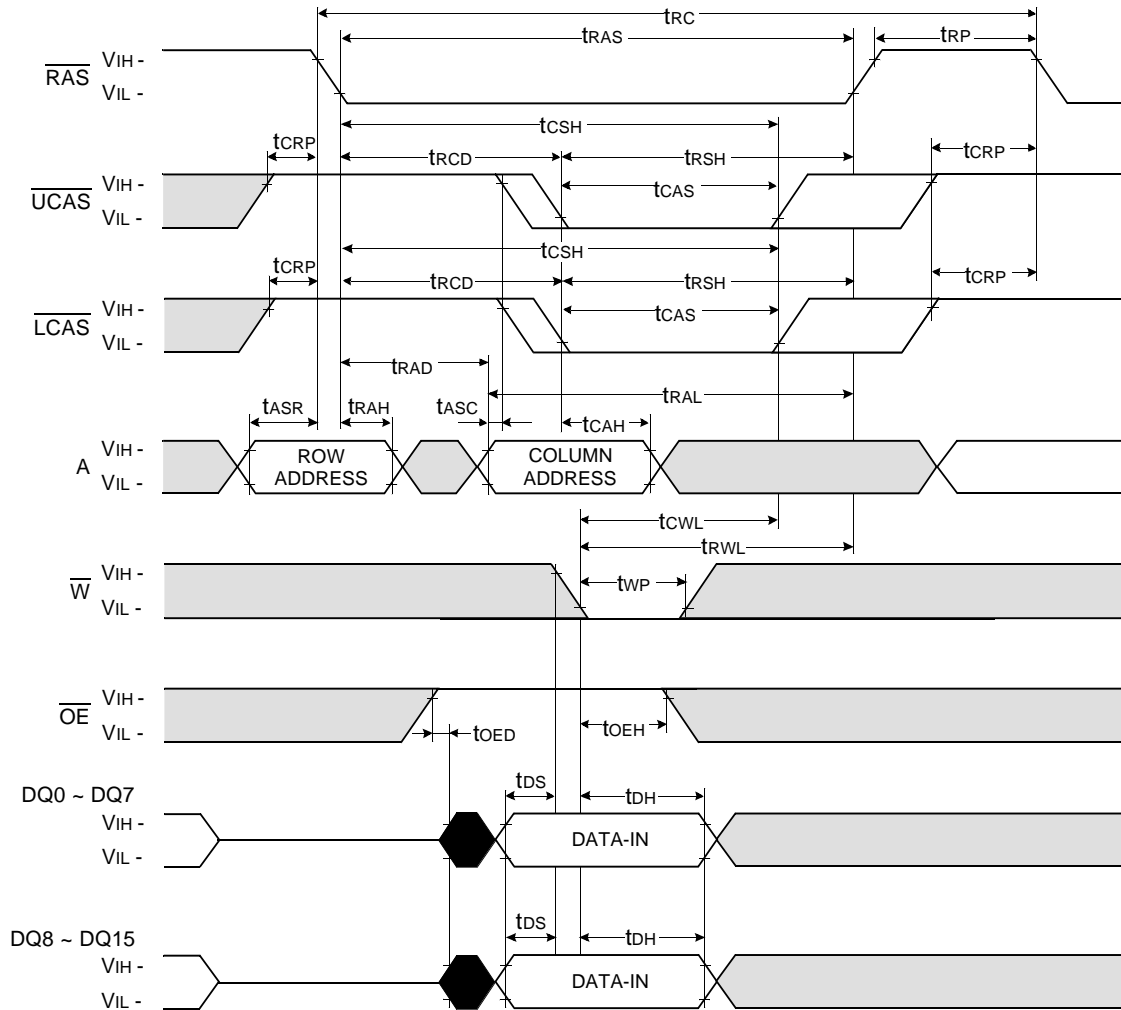 tRC
tRAS
tRP
RAS
VIH -
VIL -
tCSH
tCRP
tRCD
tRSH
tCRP
UCAS
VIH -
VIL -
tCAS
tCSH
tCRP
tRCD
tRSH
tCRP
LCAS
VIH -
VIL -
tCAS
tRAD
tRAL
tASR
tRAH
tASC
tCAH
A
VIH -
VIL -
ROW
ADDRESS
COLUMN
ADDRESS
tCWL
tRWL
W
VIH -
VIL -
tWP
OE
VIH -
VIL -
tOED
tOEH
DQ0 ~ DQ7
tDS
tDH
VIH -
VIL -
DATA-IN
DQ8 ~ DQ15
tDS
tDH
VIH -
VIL -
DATA-IN